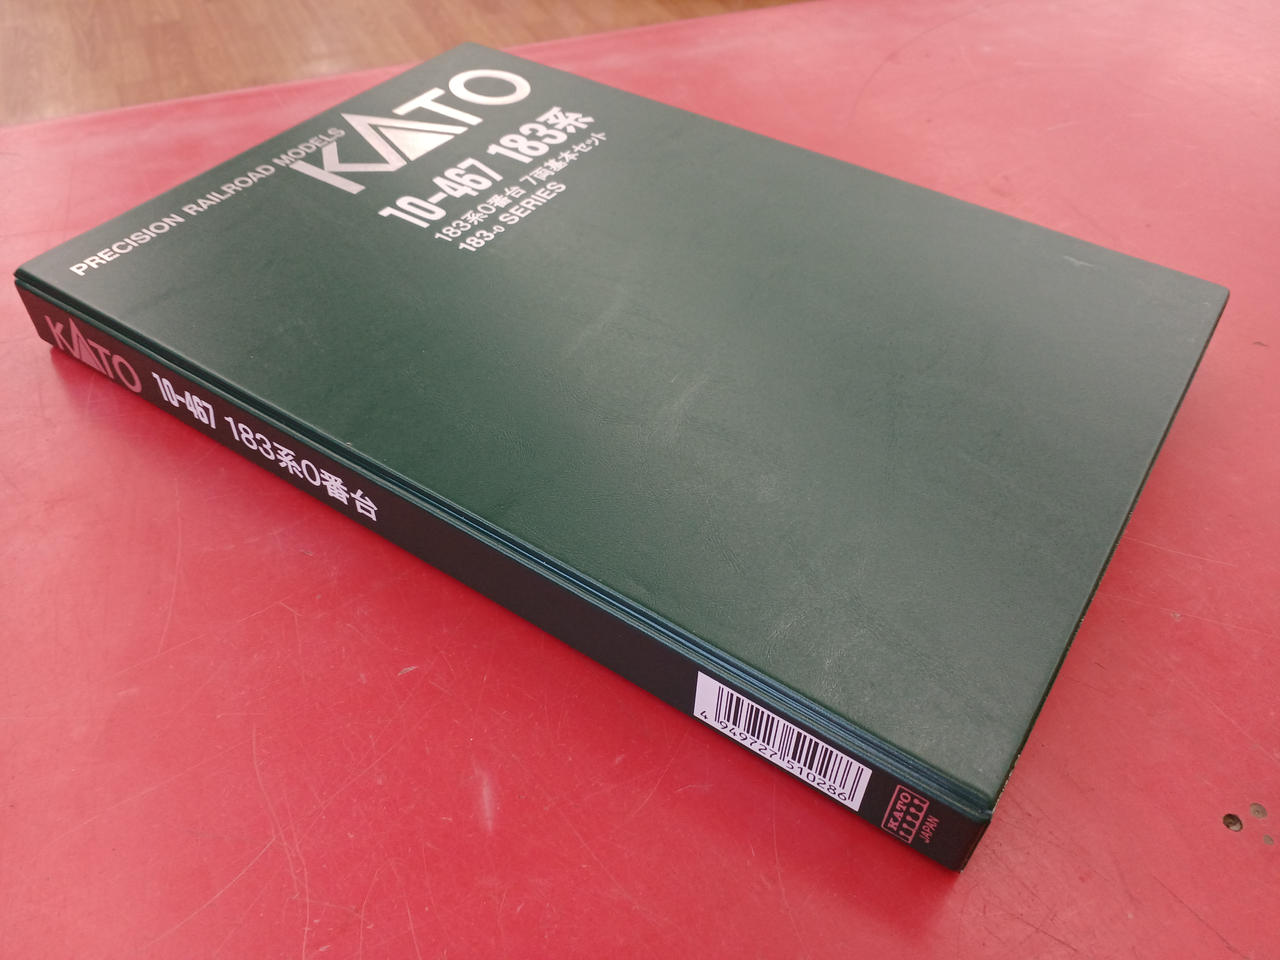 PRECISION RAILROAD MODELS
KATO
10-467 183系
183系0番台 7両基本セット
183-0 SERIES
KATO 10-467 183系0番台
4 949727 510286
KATO
JAPAN